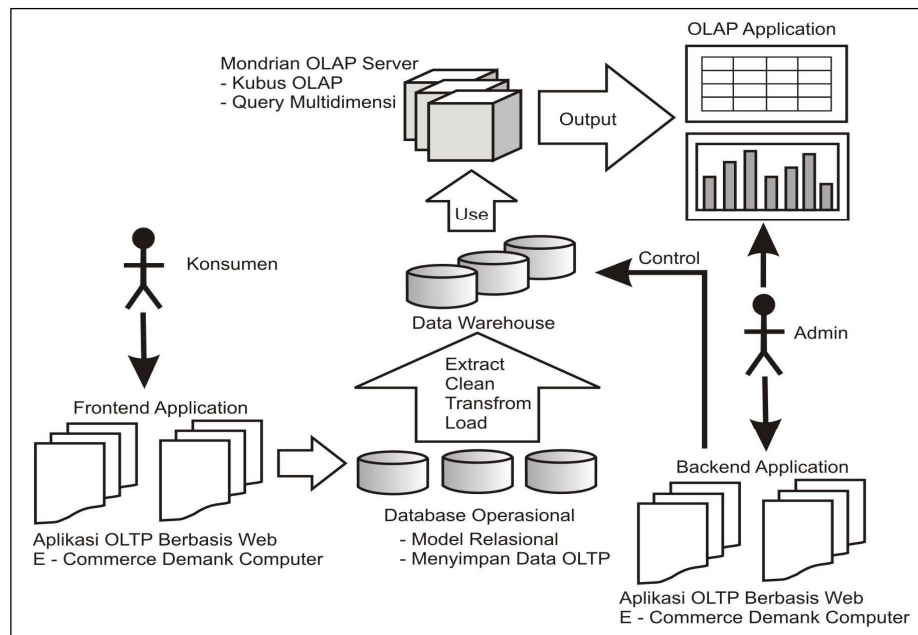 OLAP Application
Mondrian OLAP Server
- Kubus OLAP
- Query Multidimensi
Output
Use
Konsumen
Control
Data Warehouse
Admin
Extract
Clean
Transfrom
Load
Frontend Application
Backend Application
Database Operasional
- Model Relasional
- Menyimpan Data OLTP
Aplikasi OLTP Berbasis Web
E - Commerce Demank Computer
Aplikasi OLTP Berbasis Web
E - Commerce Demank Computer